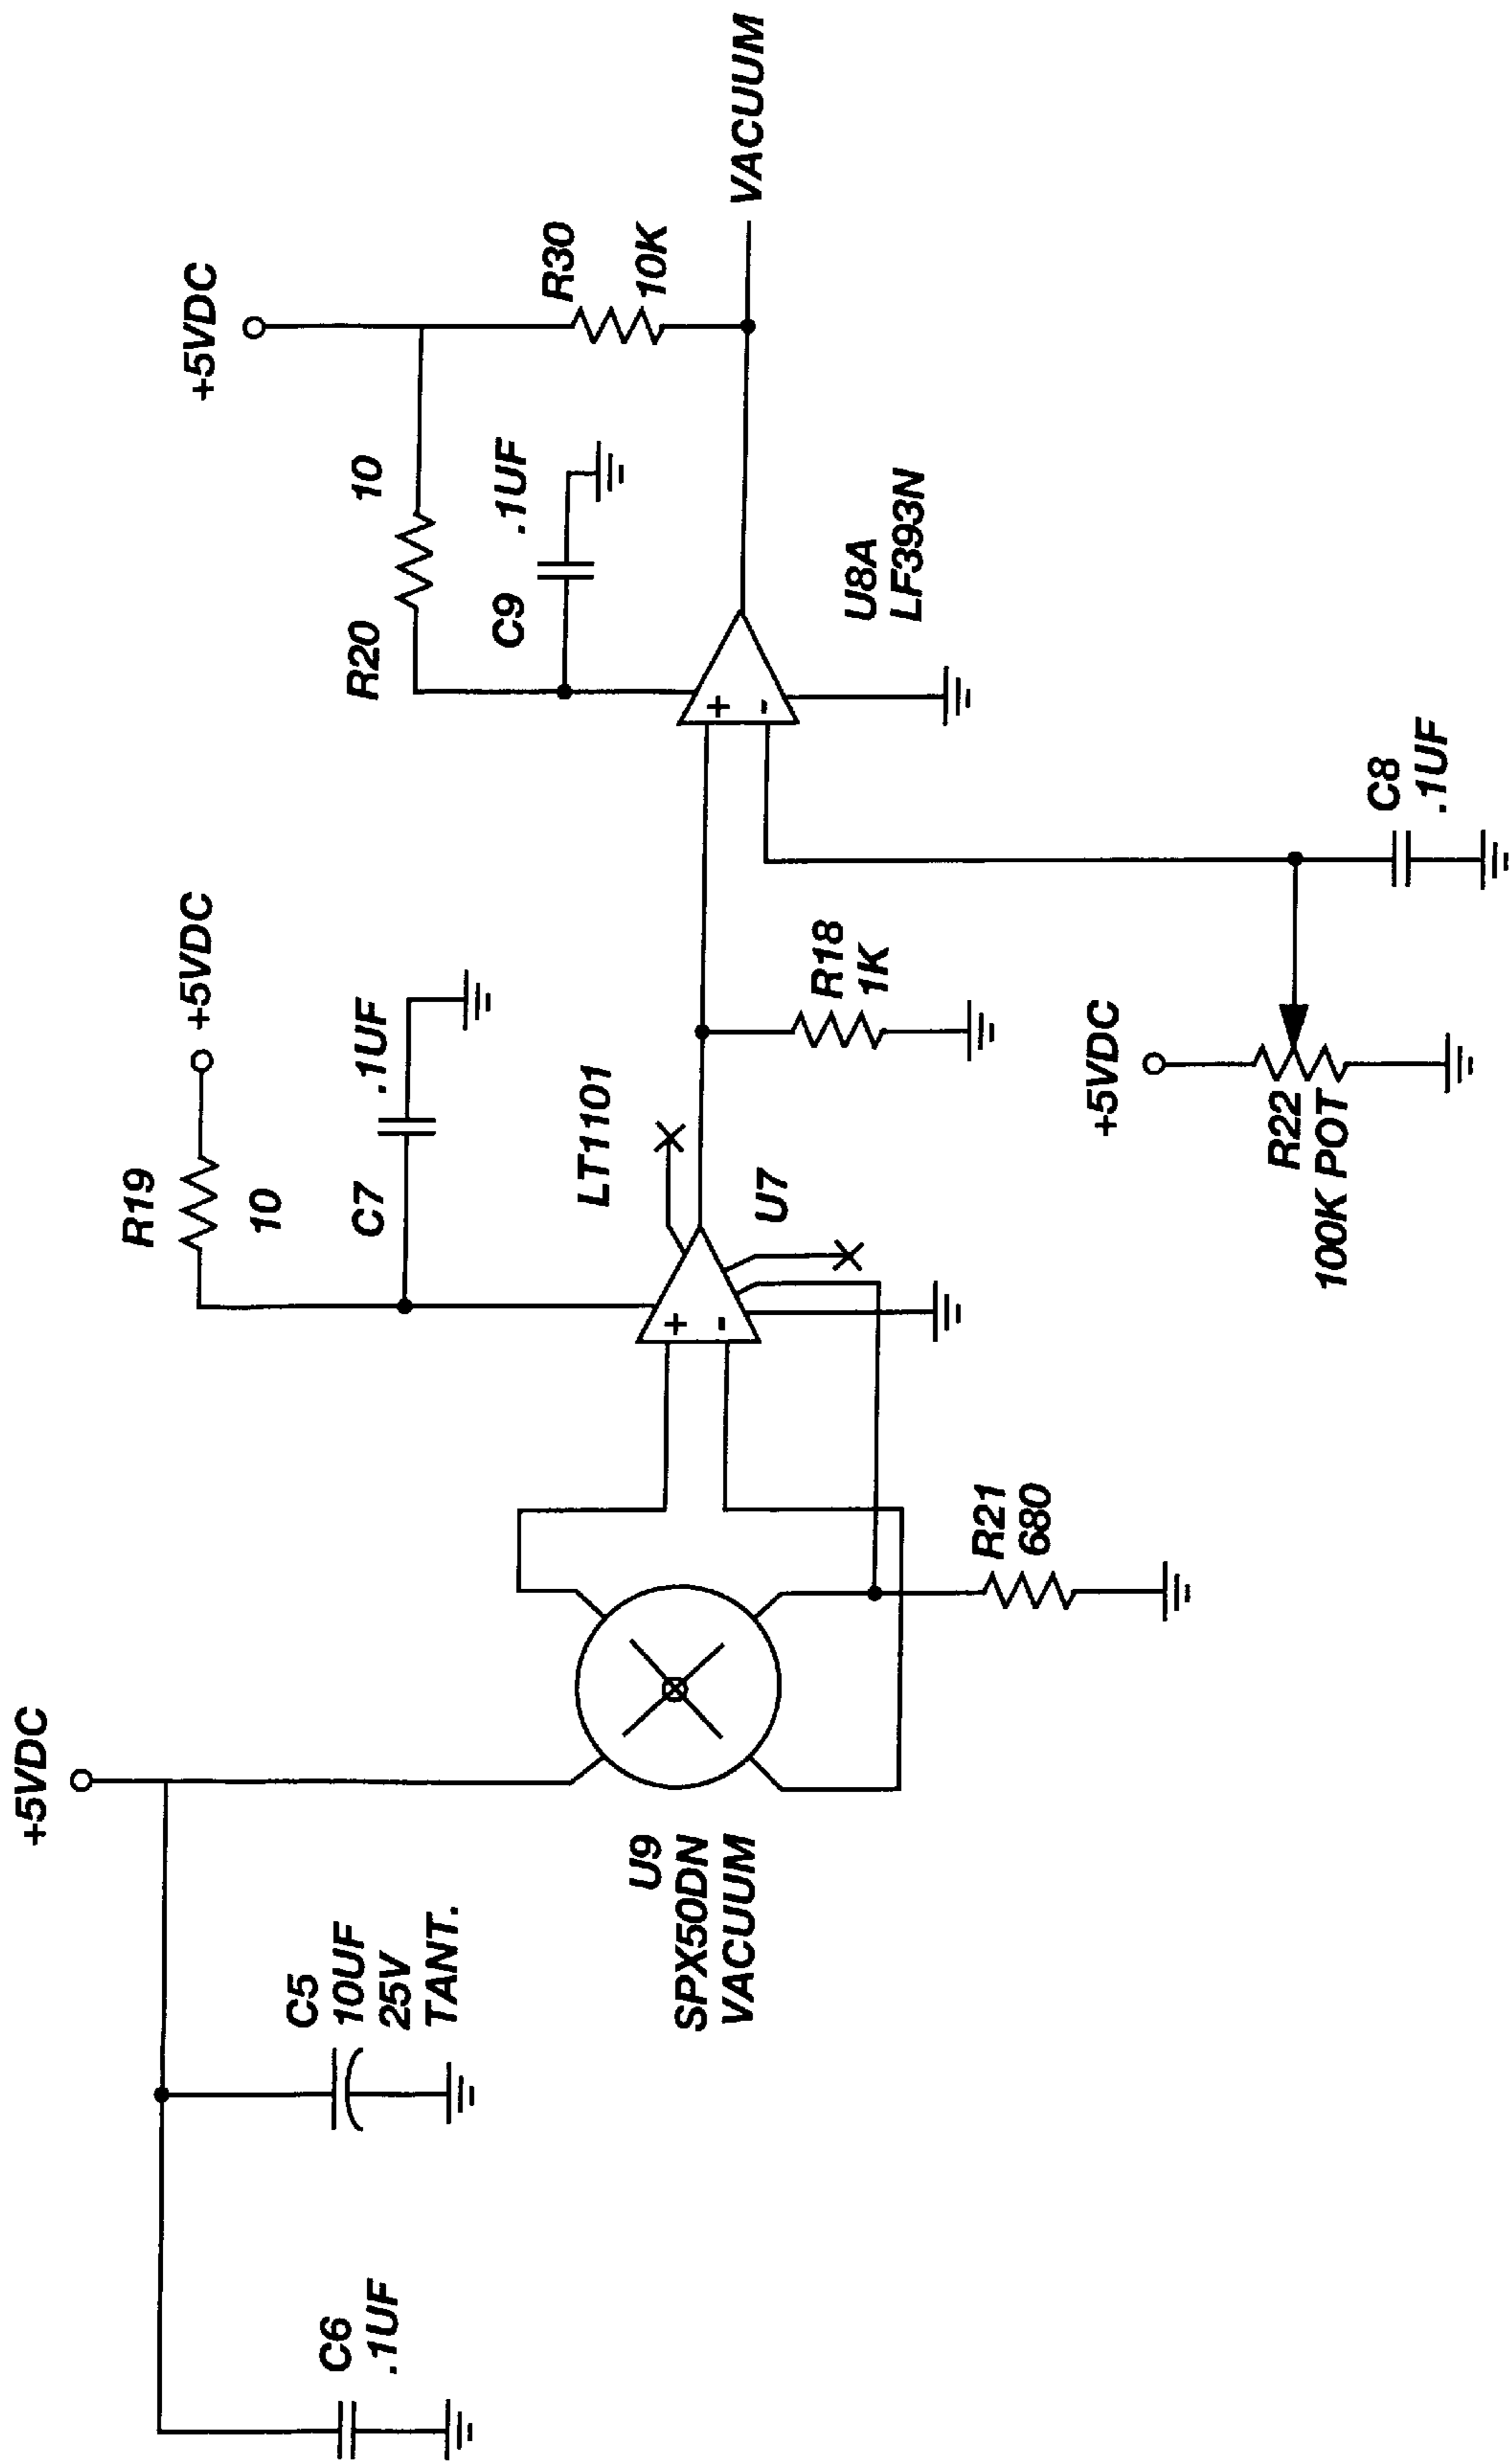 +5VDC
C6
.1UF
C5
10UF
25V
TANT.
U9
SPX50DN
VACUUM
R21
680
R19
10
+5VDC
C7
.1UF
LT1101
U7
+
-
R18
1K
+5VDC
R22
100K POT
C8
.1UF
R20
10
C9
.1UF
+
-
U8A
LF393N
+5VDC
R30
10K
VACUUM